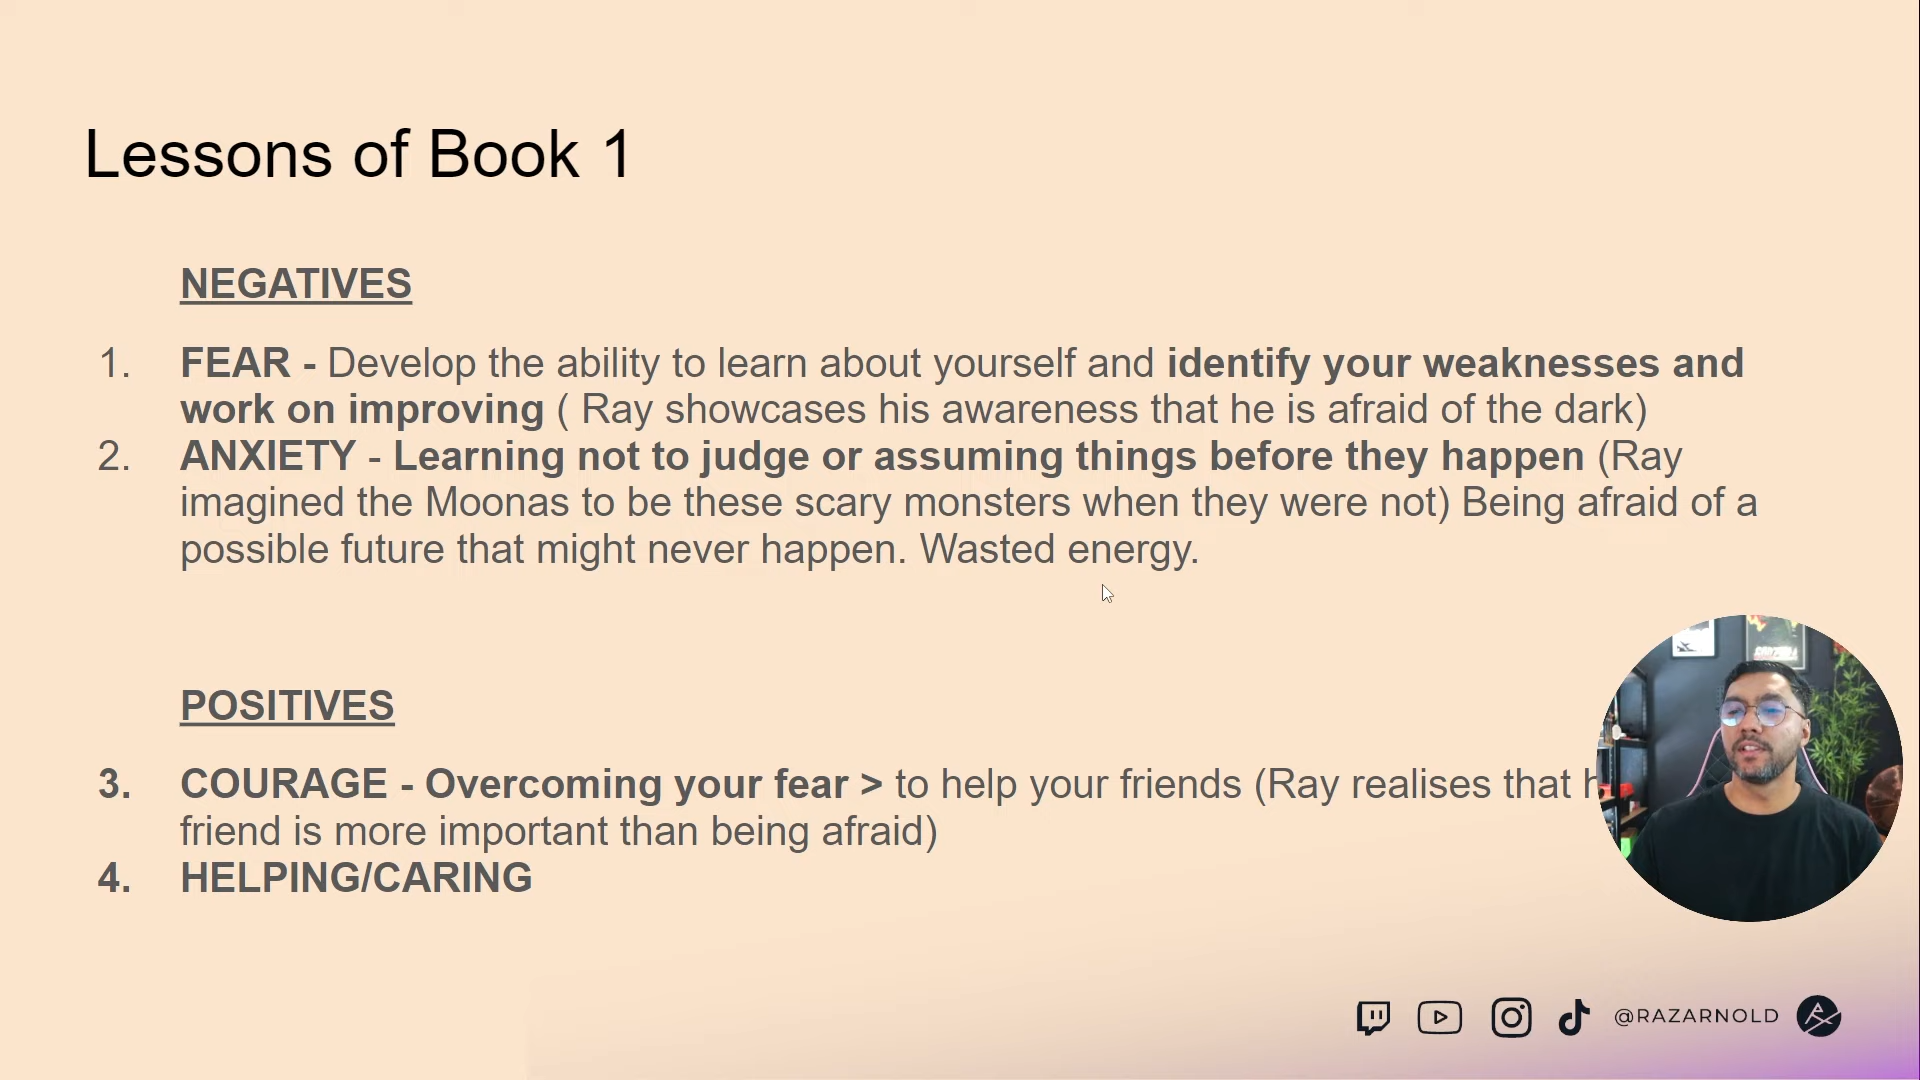 Lessons of Book 1
NEGATIVES
1. FEAR - Develop the ability to learn about yourself and identify your weaknesses and
work on improving ( Ray showcases his awareness that he is afraid of the dark)
2. ANXIETY - Learning not to judge or assuming things before they happen (Ray
imagined the Moonas to be these scary monsters when they were not) Being afraid of a
possible future that might never happen. Wasted energy.
POSITIVES
3. COURAGE - Overcoming your fear > to help your friends (Ray realises that
friend is more important than being afraid)
4. HELPING/CARING
@RAZARNOLD